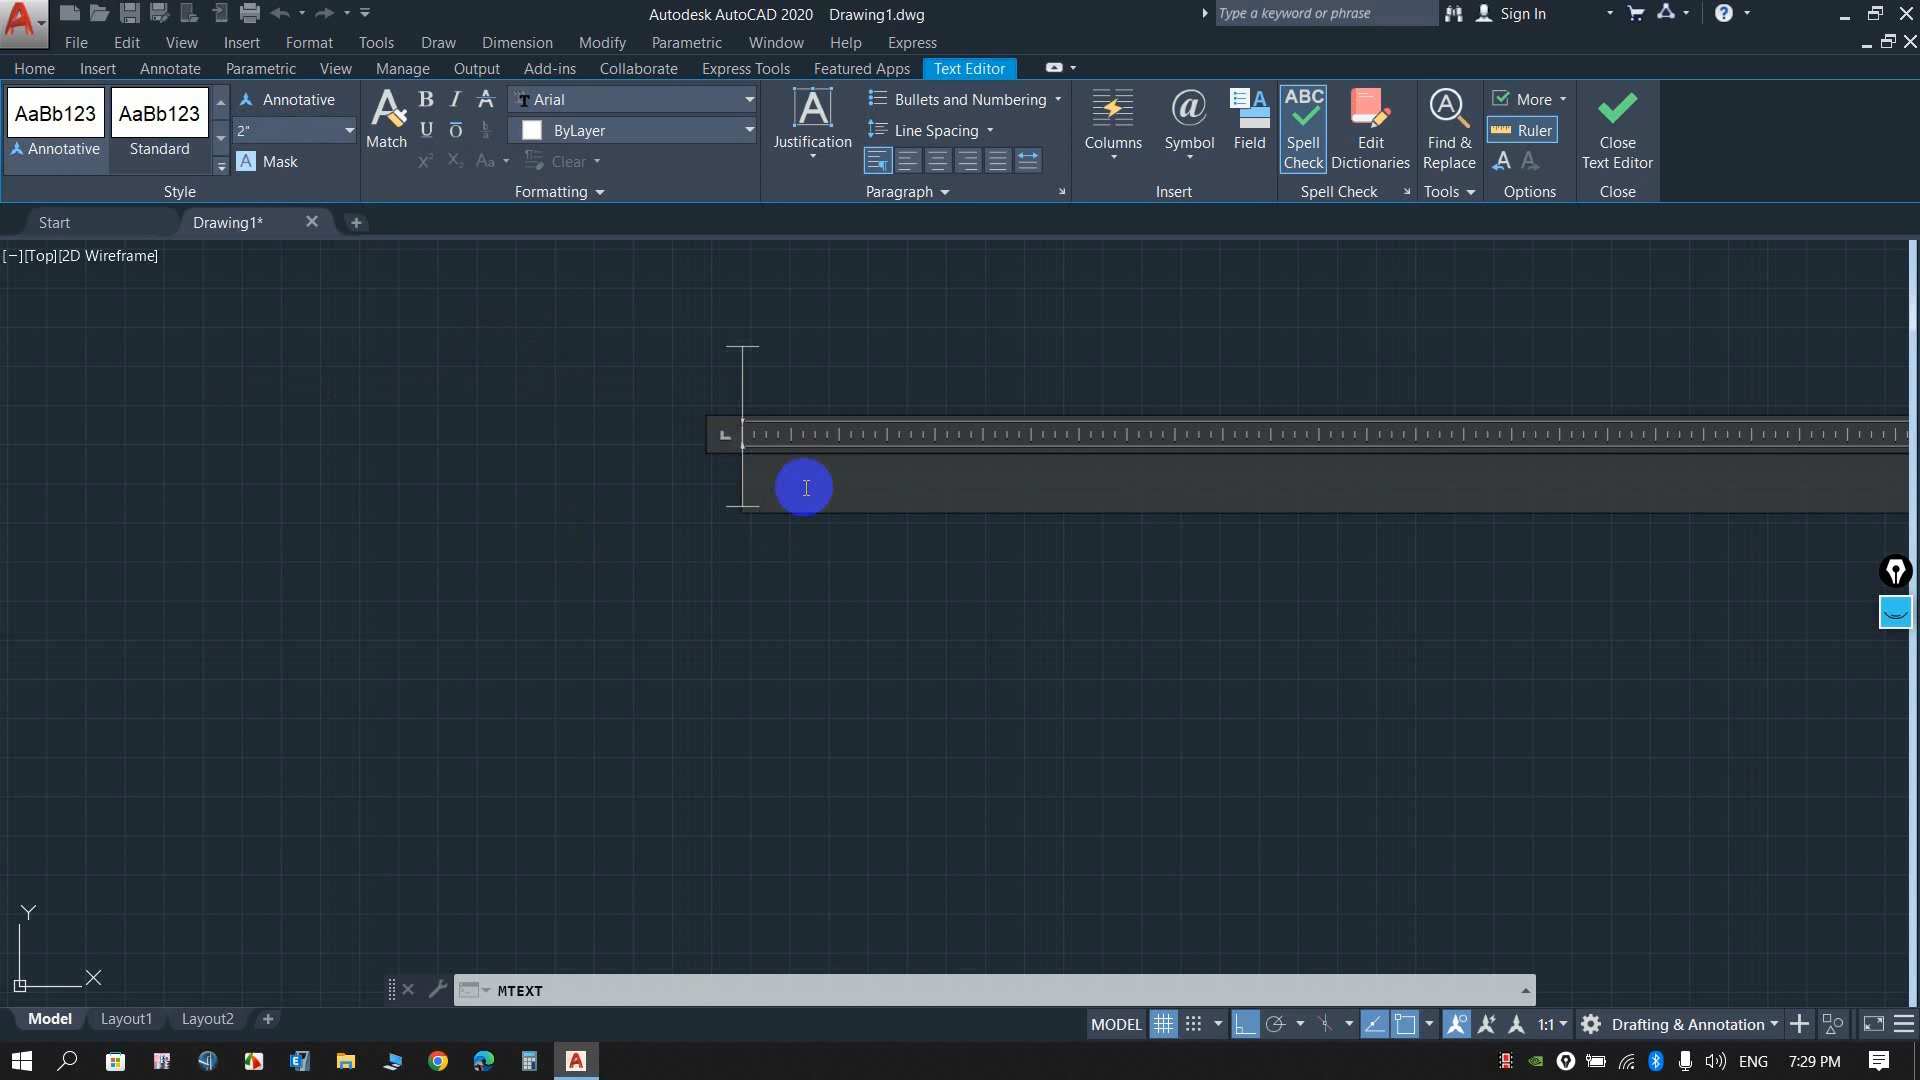 Autodesk AutoCAD 2020 Drawing1.dwg
Type a keyword or phrase
Sign In
File Edit View Insert Format Tools Draw Dimension Modify Parametric Window Help Express
Home Insert Annotate Parametric View Manage Output Add-ins Collaborate Express Tools Featured Apps Text Editor
AaBb123 AaBb123
Annotative Standard
Annotative
2"
Mask
Style
Match
Arial
ByLayer
Clear
Formatting
Justification
Bullets and Numbering
Line Spacing
Paragraph
Columns
Symbol
Field
Insert
ABC
Spell
Check
Edit
Dictionaries
Spell Check
Find &
Replace
Tools
More
Ruler
Options
Close
Text Editor
Close
Start Drawing1*
[−][Top][2D Wireframe]
Y
X
MTEXT
Model Layout1 Layout2
MODEL
1:1
Drafting & Annotation
ENG 7:29 PM